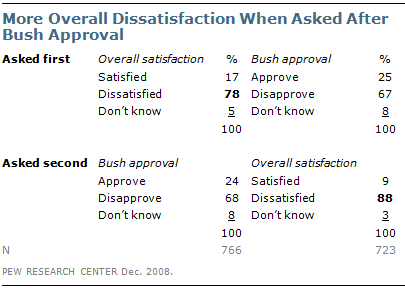 More Overall Dissatisfaction When Asked After
Bush Approval
Asked first Overall satisfaction % Bush approval %
Satisfied 17 Approve 25
Dissatisfied 78 Disapprove 67
Don't know 5 Don't know 8
100 100
Asked second Bush approval Overall satisfaction
Approve 24 Satisfied 9
Disapprove 68 Dissatisfied 88
Don't know 8 Don't know 3
100 100
N 766 723
PEW RESEARCH CENTER Dec. 2008.